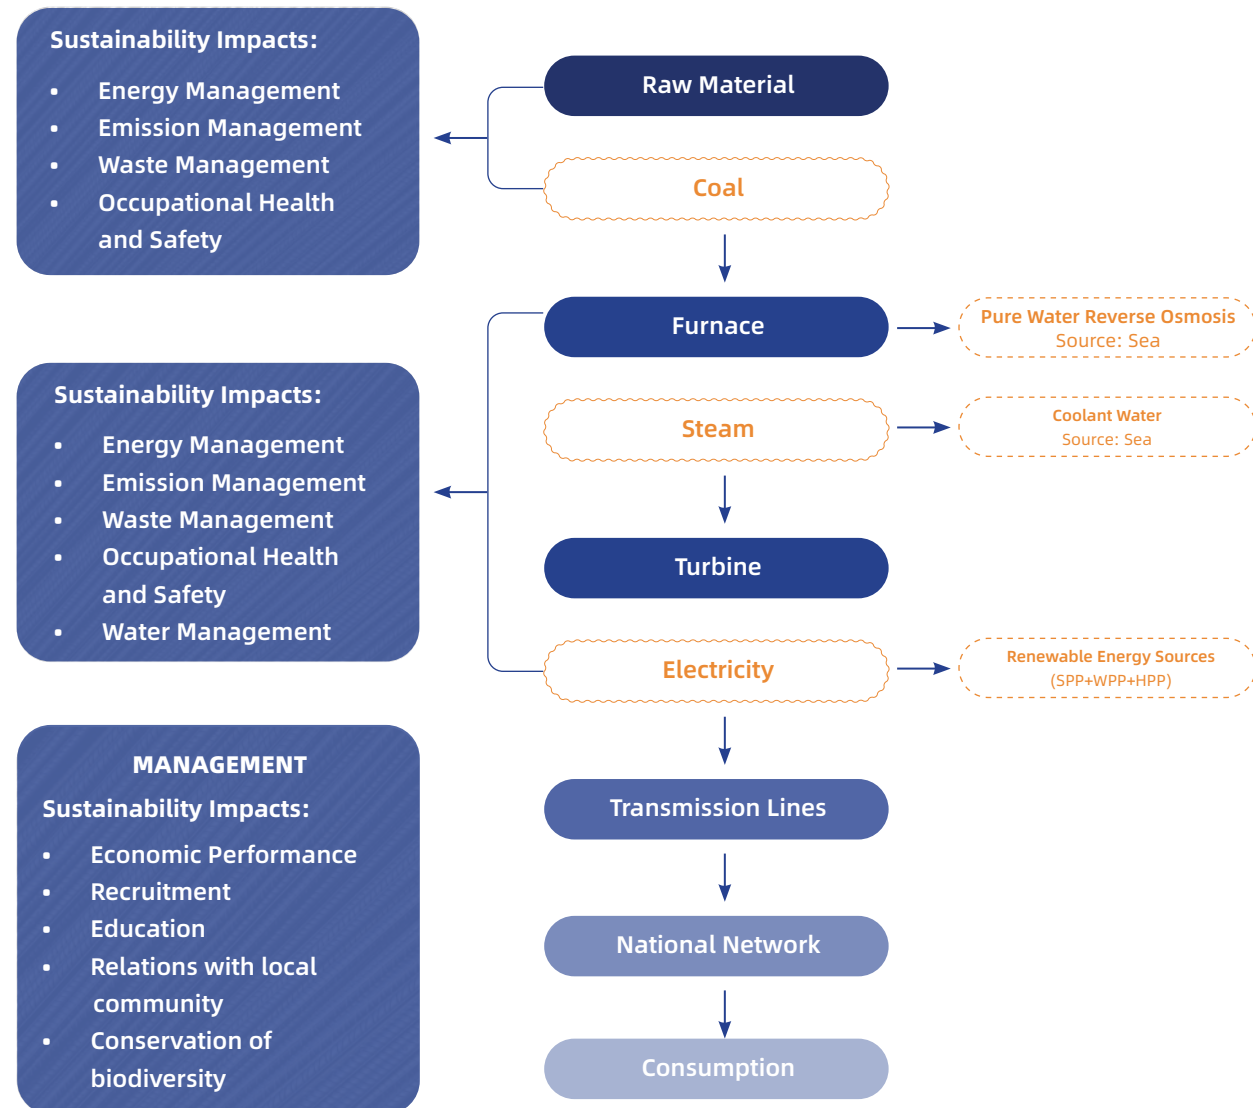 Sustainability Impacts:
• Energy Management
• Emission Management
• Waste Management
• Occupational Health
and Safety
Raw Material
Coal
Furnace
Pure Water Reverse Osmosis
Source: Sea
Sustainability Impacts:
• Energy Management
• Emission Management
• Waste Management
• Occupational Health
and Safety
• Water Management
Steam
Coolant Water
Source: Sea
Turbine
Electricity
Renewable Energy Sources
(SPP+WPP+HPP)
MANAGEMENT
Sustainability Impacts:
• Economic Performance
• Recruitment
• Education
• Relations with local
community
• Conservation of
biodiversity
Transmission Lines
National Network
Consumption